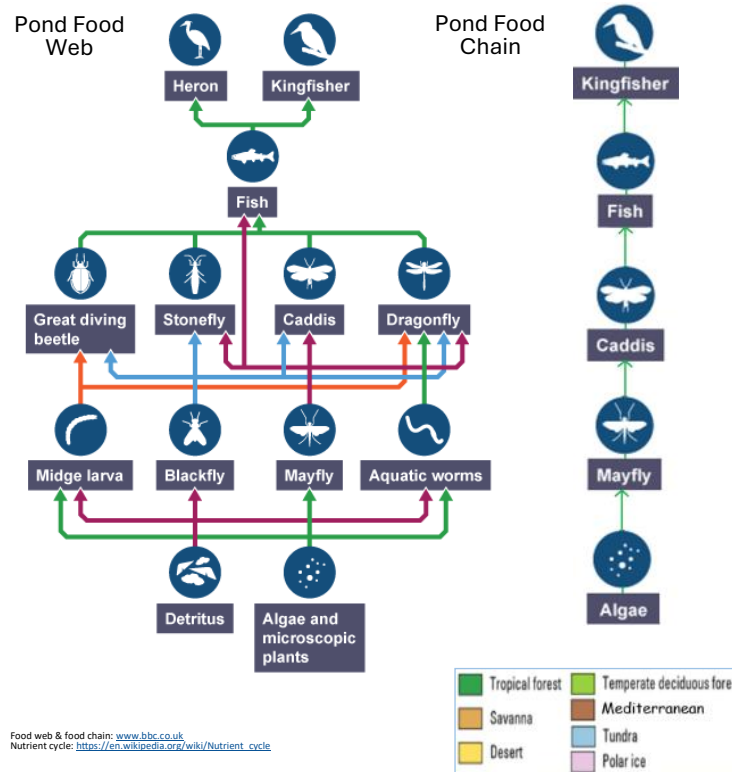 Pond Food
Web
Pond Food
Chain
Heron
Kingfisher
Fish
Great diving
beetle
Stonefly
Caddis
Dragonfly
Midge larva
Blackfly
Mayfly
Aquatic worms
Detritus
Algae and
microscopic
plants
Kingfisher
Fish
Caddis
Mayfly
Algae
Tropical forest
Savanna
Desert
Temperate deciduous fore
Mediterranean
Tundra
Polar ice
Food web & food chain: www.bbc.co.uk
Nutrient cycle: https://en.wikipedia.org/wiki/Nutrient_cycle